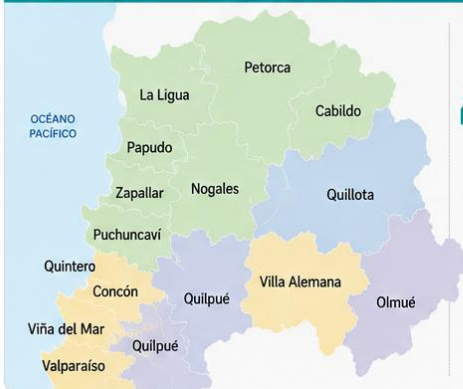 Petorca
La Ligua
Cabildo
OCÉANO
PACÍFICO
Papudo
Zapallar
Nogales
Quillota
Puchuncaví
Quintero
Concón
Quilpué
Villa Alemana
Olmué
Viña del Mar
Quilpué
Valparaíso